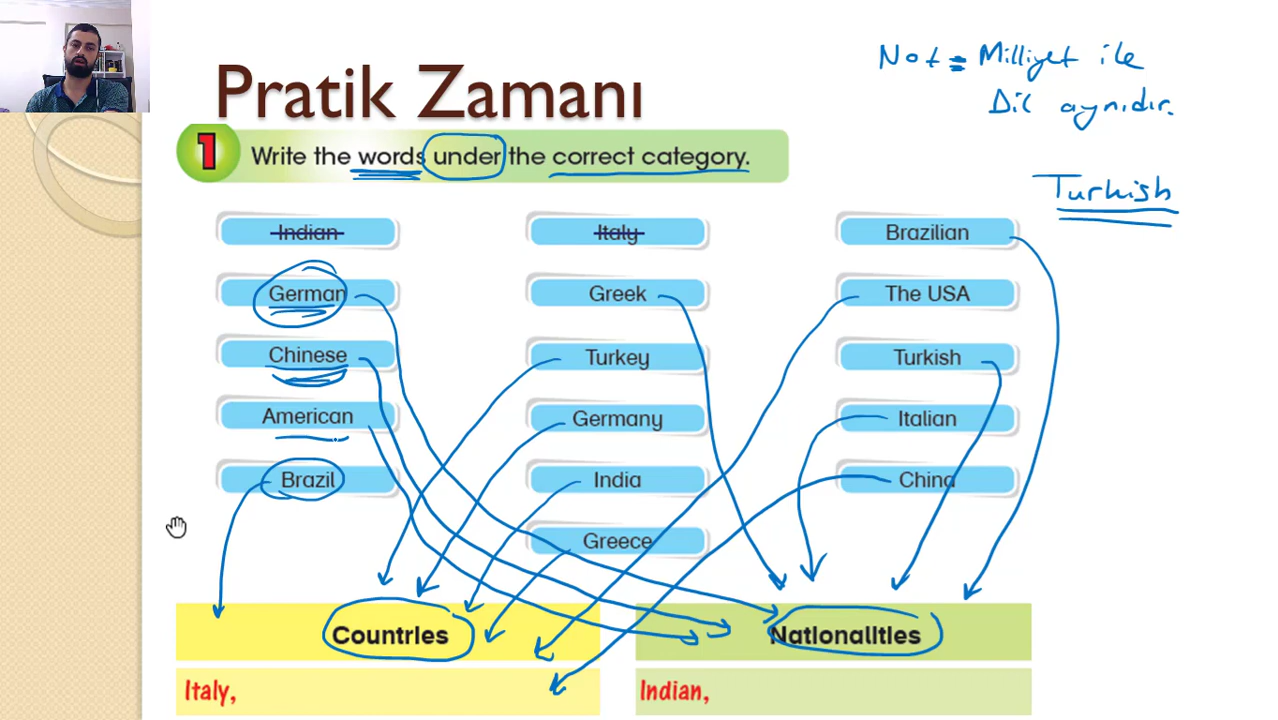 Not = Milliyet ile
Dil aynıdır.
Pratik Zamanı
1 Write the words under the correct category.
Turkish
Indian Italy Brazilian
German Greek The USA
Chinese Turkey Turkish
American Germany Italian
Brazil India China
Greece
Countries Nationalities
Italy, Indian,